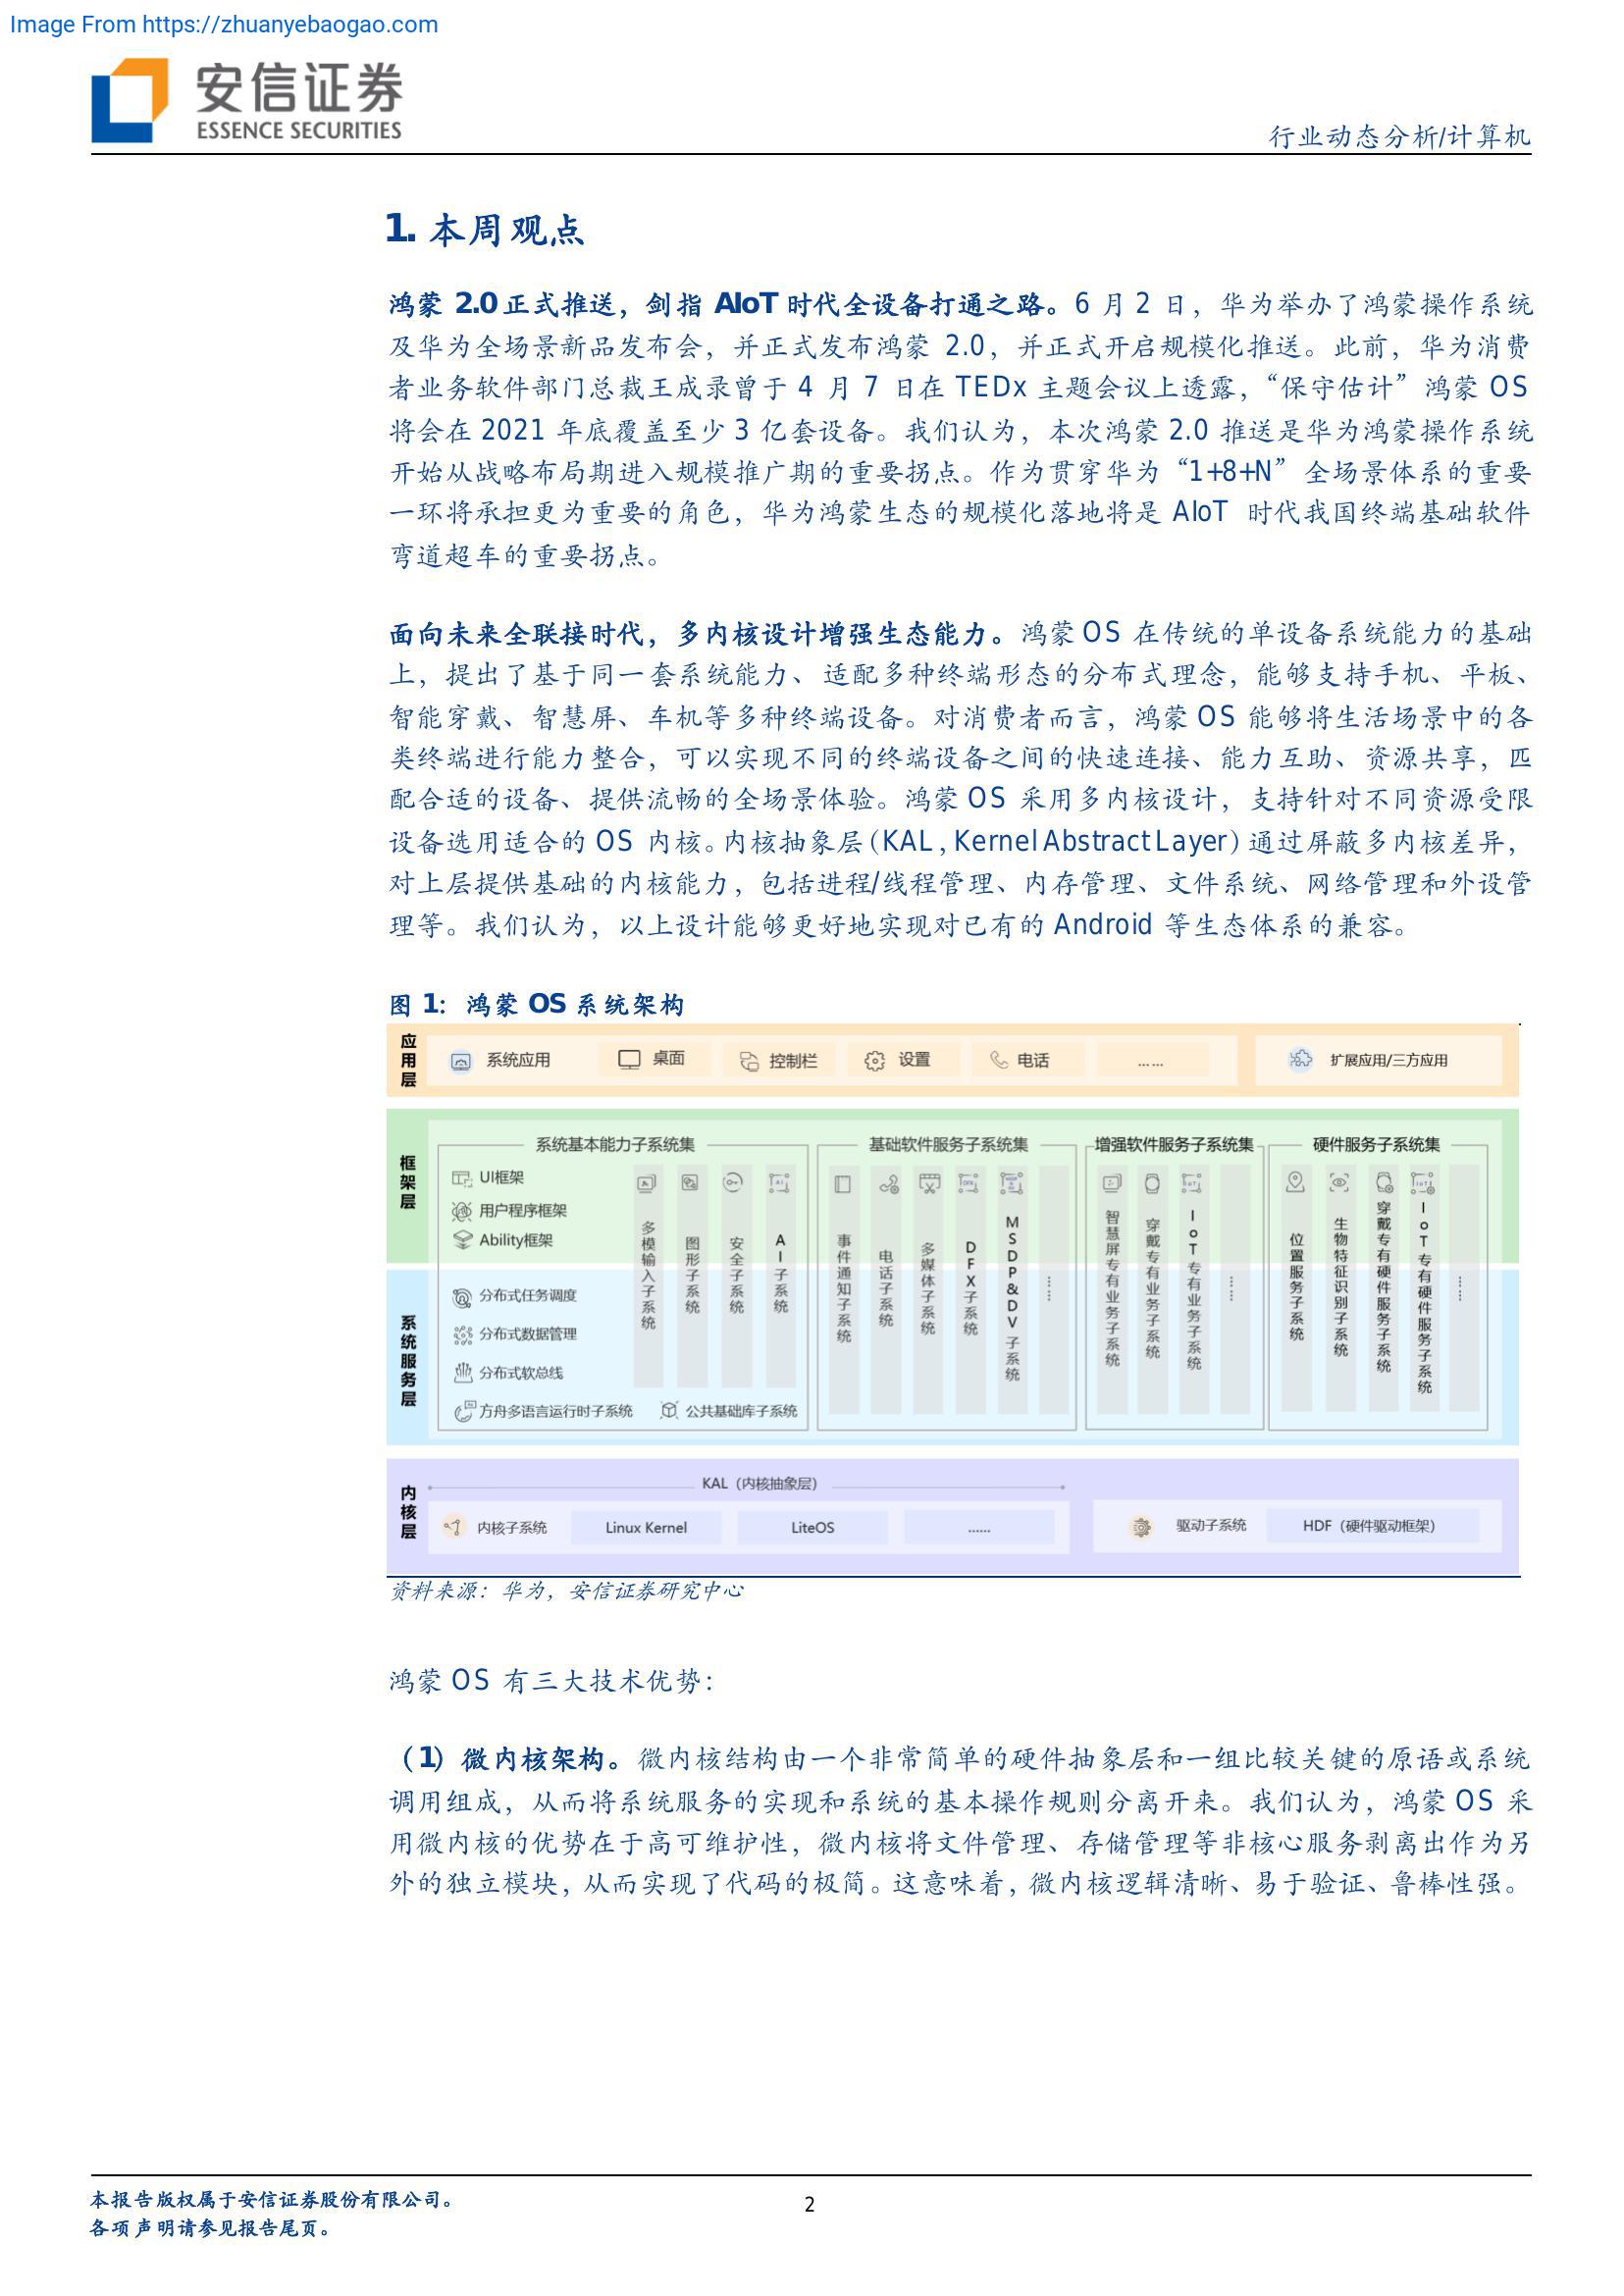 Image From https://zhuanyebaogao.com
安信证券
ESSENCE SECURITIES
行业动态分析/计算机
1. 本周观点
鸿蒙 2.0 正式推送，剑指 AIoT 时代全设备打通之路。6 月 2 日，华为举办了鸿蒙操作系统
及华为全场景新品发布会，并正式发布鸿蒙 2.0，并正式开启规模化推送。此前，华为消费
者业务软件部门总裁王成录曾于 4 月 7 日在 TEDx 主题会议上透露，“保守估计”鸿蒙 OS
将会在 2021 年底覆盖至少 3 亿套设备。我们认为，本次鸿蒙 2.0 推送是华为鸿蒙操作系统
开始从战略布局期进入规模推广期的重要拐点。作为贯穿华为“1+8+N”全场景体系的重要
一环将承担更为重要的角色，华为鸿蒙生态的规模化落地将是 AIoT 时代我国终端基础软件
弯道超车的重要拐点。
面向未来全联接时代，多内核设计增强生态能力。鸿蒙 OS 在传统的单设备系统能力的基础
上，提出了基于同一套系统能力、适配多种终端形态的分布式理念，能够支持手机、平板、
智能穿戴、智慧屏、车机等多种终端设备。对消费者而言，鸿蒙 OS 能够将生活场景中的各
类终端进行能力整合，可以实现不同的终端设备之间的快速连接、能力互助、资源共享，匹
配合适的设备、提供流畅的全场景体验。鸿蒙 OS 采用多内核设计，支持针对不同资源受限
设备选用适合的 OS 内核。内核抽象层（KAL，Kernel Abstract Layer）通过屏蔽多内核差异，
对上层提供基础的内核能力，包括进程/线程管理、内存管理、文件系统、网络管理和外设管
理等。我们认为，以上设计能够更好地实现对已有的 Android 等生态体系的兼容。
图 1：鸿蒙 OS 系统架构
应用层
系统应用 桌面 控制栏 设置 电话 …… 扩展应用/三方应用
框架层
系统基本能力子系统集
UI框架
用户程序框架
Ability框架
多模输入子系统
图形子系统
安全子系统
AI子系统
基础软件服务子系统集
事件通知子系统
电话子系统
多媒体子系统
DFX子系统
MSDP&DV子系统
……
增强软件服务子系统集
智慧屏专有业务子系统
穿戴专有业务子系统
IoT专有业务子系统
……
硬件服务子系统集
位置服务子系统
生物特征识别子系统
穿戴专有硬件服务子系统
IoT专有硬件服务子系统
……
系统服务层
分布式任务调度
分布式数据管理
分布式软总线
方舟多语言运行时子系统 公共基础库子系统
内核层
KAL（内核抽象层）
内核子系统 Linux Kernel LiteOS ……
驱动子系统 HDF（硬件驱动框架）
资料来源：华为，安信证券研究中心
鸿蒙 OS 有三大技术优势：
（1）微内核架构。微内核结构由一个非常简单的硬件抽象层和一组比较关键的原语或系统
调用组成，从而将系统服务的实现和系统的基本操作规则分离开来。我们认为，鸿蒙 OS 采
用微内核的优势在于高可维护性，微内核将文件管理、存储管理等非核心服务剥离出作为另
外的独立模块，从而实现了代码的极简。这意味着，微内核逻辑清晰、易于验证、鲁棒性强。
本报告版权属于安信证券股份有限公司。
各项声明请参见报告尾页。
2